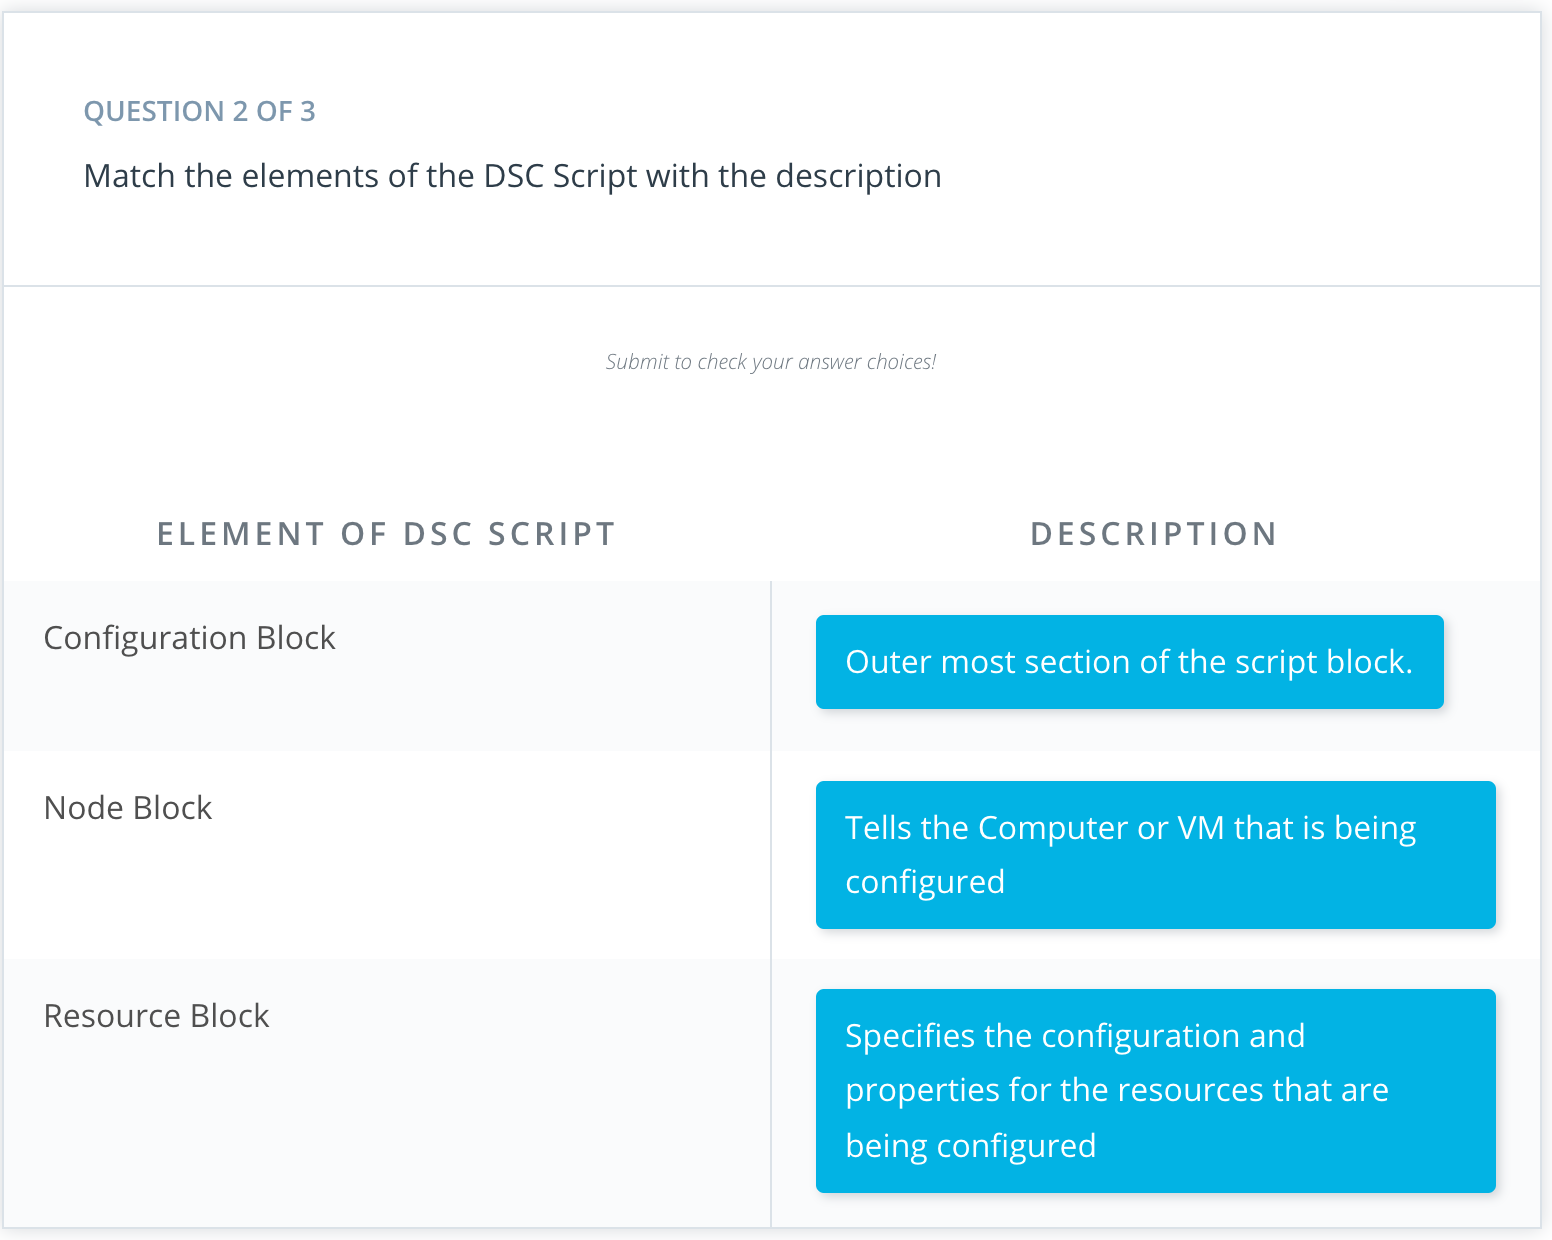 QUESTION 2 OF 3
Match the elements of the DSC Script with the description
Submit to check your answer choices!
ELEMENT OF DSC SCRIPT
DESCRIPTION
Configuration Block
Outer most section of the script block.
Node Block
Tells the Computer or VM that is being
configured
Resource Block
Specifies the configuration and
properties for the resources that are
being configured